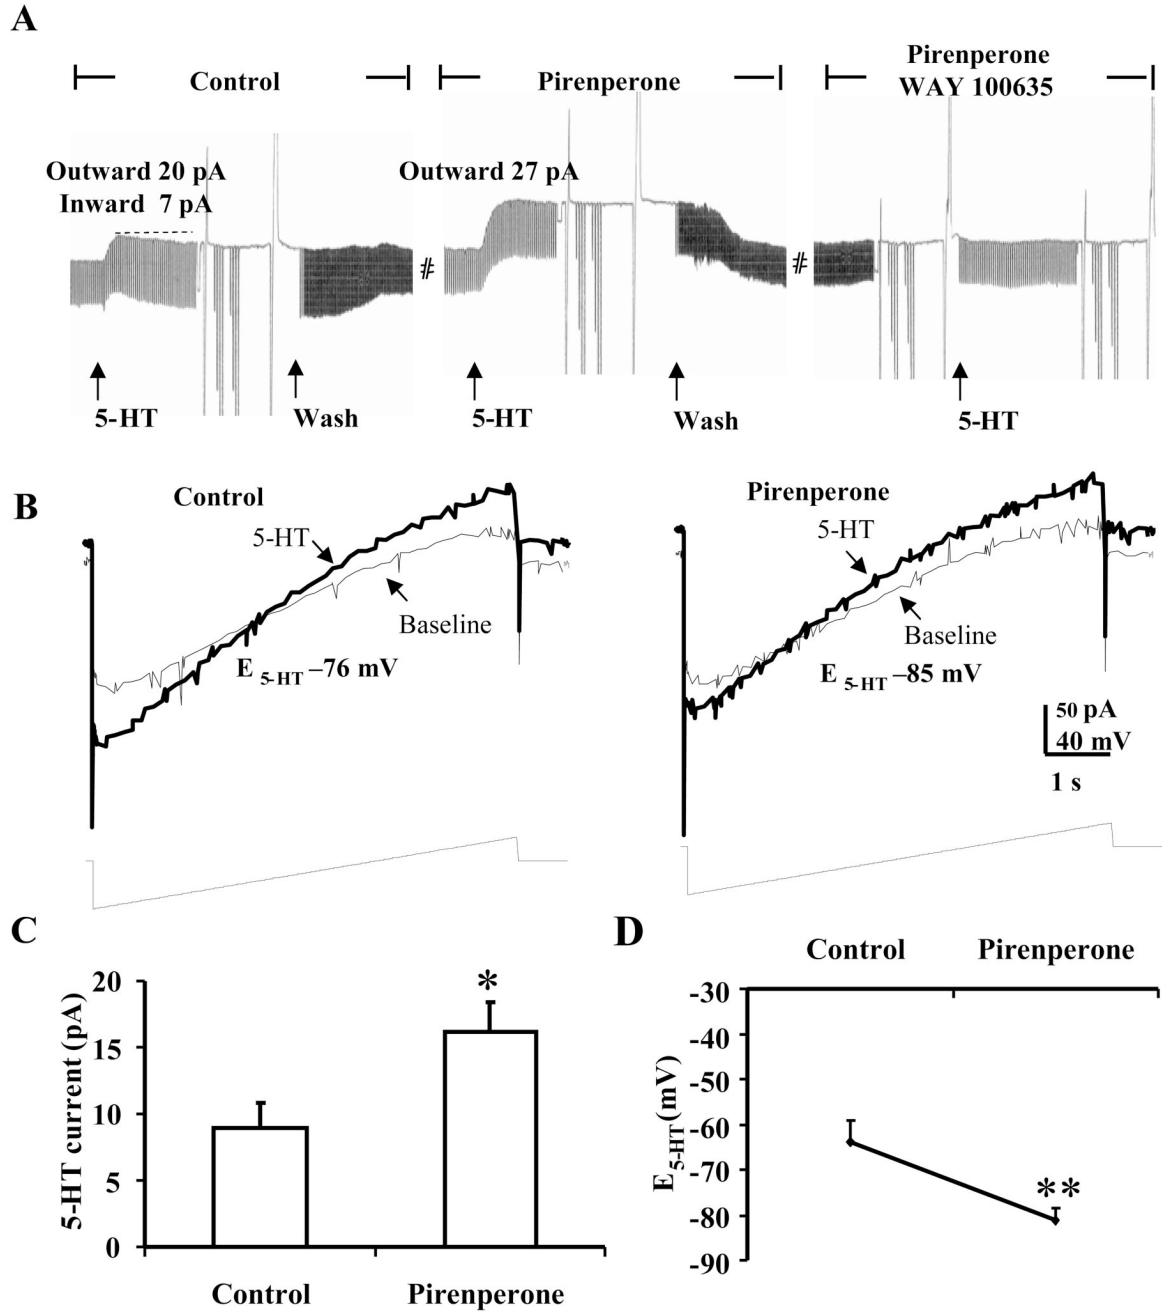 A
Control
Pirenperone
Pirenperone
WAY 100635
Outward 20 pA
Inward 7 pA
Outward 27 pA
#
#
5-HT
Wash
5-HT
Wash
5-HT
B
Control
5-HT
Baseline
E 5-HT –76 mV
Pirenperone
5-HT
Baseline
E 5-HT –85 mV
50 pA
40 mV
1 s
C
5-HT current (pA)
20
15
10
5
0
*
Control
Pirenperone
D
Control
Pirenperone
E5-HT (mV)
-30
-40
-50
-60
-70
-80
-90
**